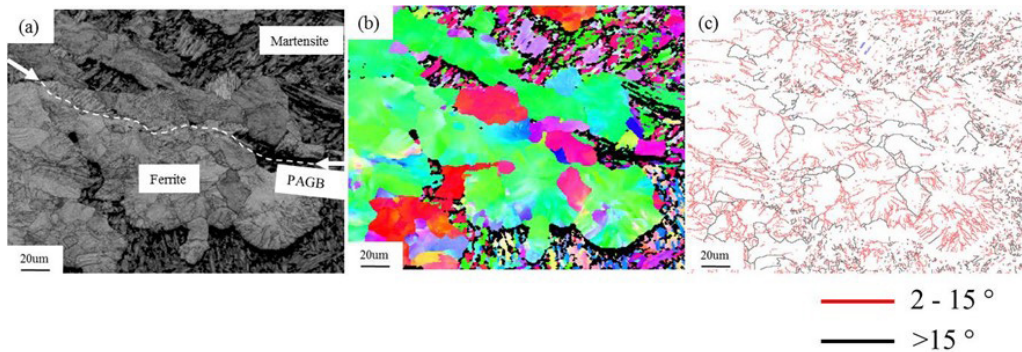 (a)
Martensite
Ferrite
PAGB
20um
(b)
20um
(c)
20um
2 - 15 °
>15 °